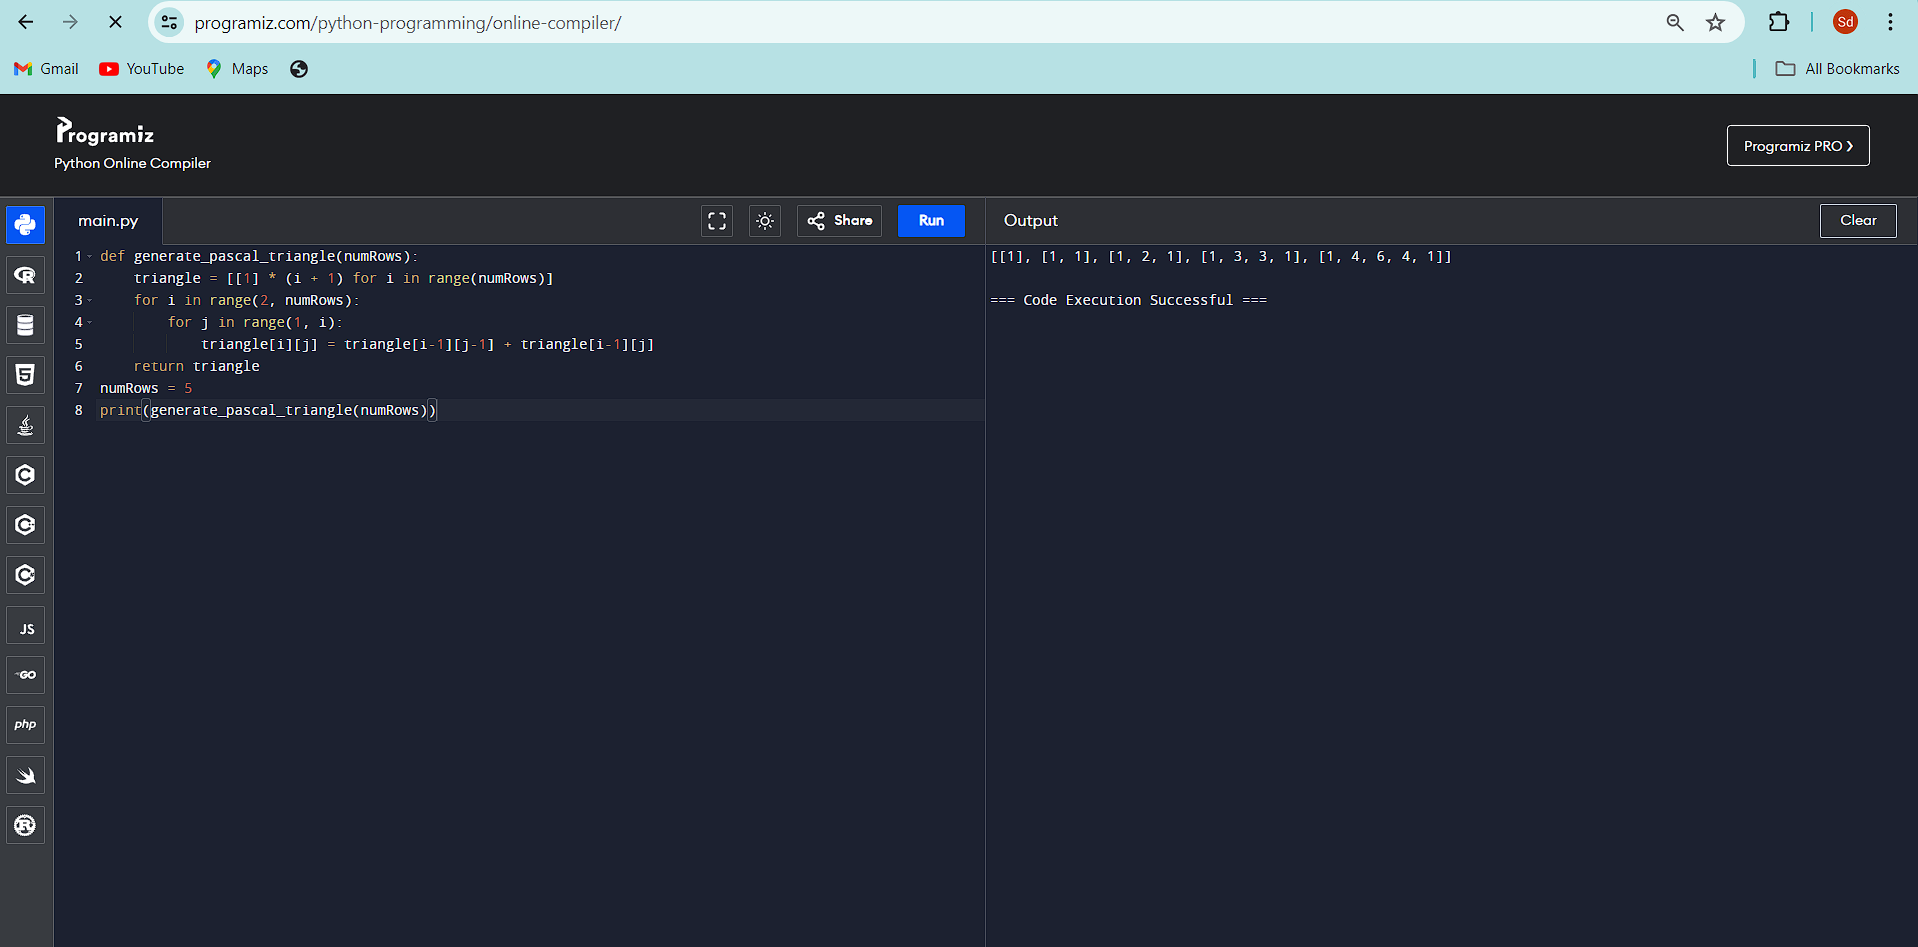 programiz.com/python-programming/online-compiler/
Sd
Gmail YouTube Maps
All Bookmarks
Programiz
Python Online Compiler
Programiz PRO
main.py
Share
Run
Output
Clear
1 def generate_pascal_triangle(numRows):
2     triangle = [[1] * (i + 1) for i in range(numRows)]
3     for i in range(2, numRows):
4         for j in range(1, i):
5             triangle[i][j] = triangle[i-1][j-1] + triangle[i-1][j]
6     return triangle
7 numRows = 5
8 print(generate_pascal_triangle(numRows))
[[1], [1, 1], [1, 2, 1], [1, 3, 3, 1], [1, 4, 6, 4, 1]]
=== Code Execution Successful ===
R
5
C
C
C
JS
GO
php
R